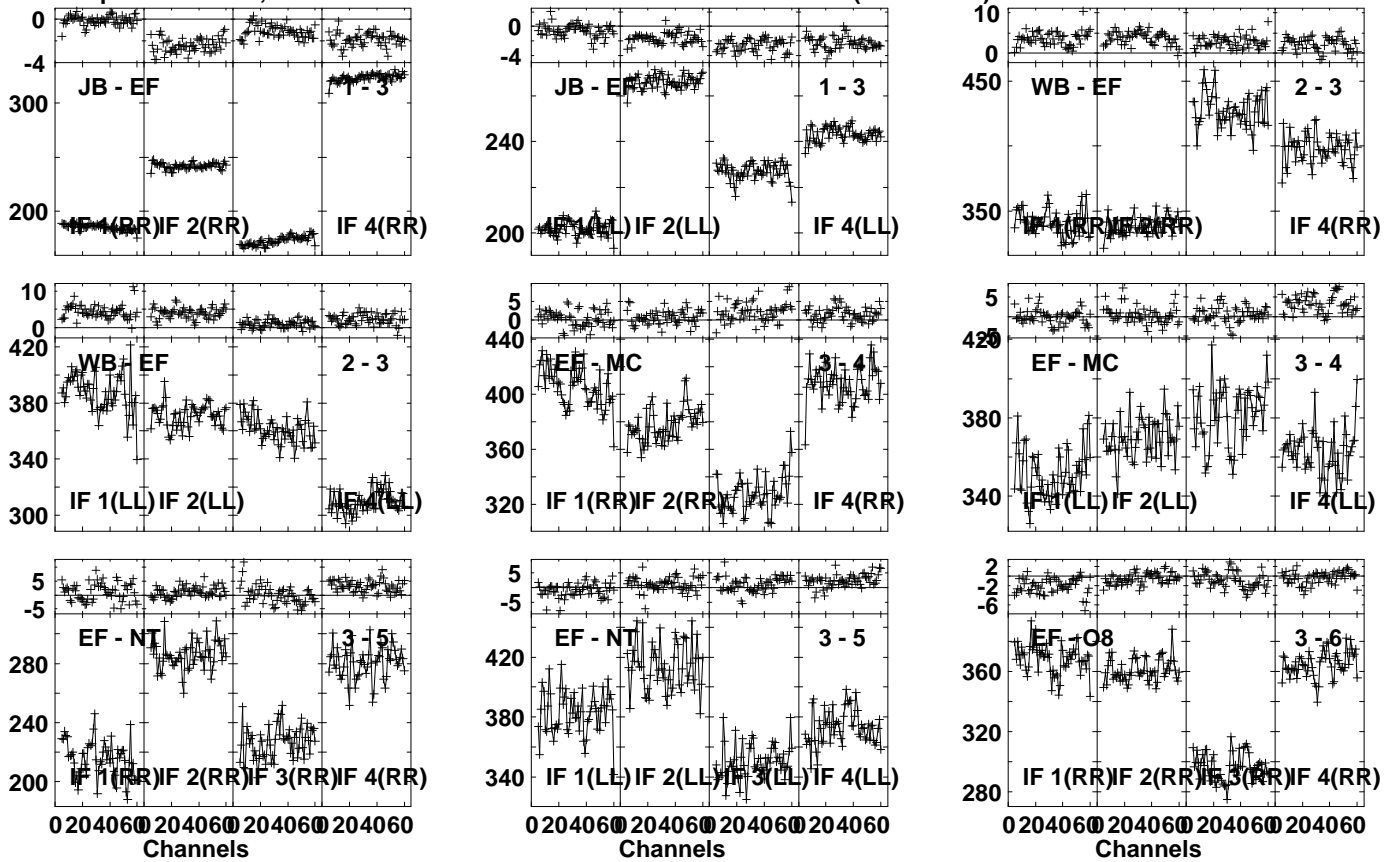 0
-4
JB - EF
1 - 3
300
200
IF 1(RR)
IF 2(RR)
IF 4(RR)
0
-4
JB - EF
1 - 3
240
200
IF 1(LL)
IF 2(LL)
IF 4(LL)
10
0
WB - EF
2 - 3
450
350
IF 1(RR)
IF 2(RR)
IF 4(RR)
10
0
420
WB - EF
2 - 3
380
340
300
IF 1(LL)
IF 2(LL)
IF 4(LL)
5
0
440
EF - MC
3 - 4
400
360
320
IF 1(RR)
IF 2(RR)
IF 4(RR)
5
-5
420
EF - MC
3 - 4
380
340
IF 1(LL)
IF 2(LL)
IF 4(LL)
5
-5
EF - NT
3 - 5
280
240
200
IF 1(RR)
IF 2(RR)
IF 3(RR)
IF 4(RR)
0 20 40 60
0 20 40 60
0 20 40 60
0 20 40 60
Channels
5
-5
EF - NT
3 - 5
420
380
340
IF 1(LL)
IF 2(LL)
IF 3(LL)
IF 4(LL)
0 20 40 60
0 20 40 60
0 20 40 60
0 20 40 60
Channels
2
-2
-6
EF - O8
3 - 6
360
320
280
IF 1(RR)
IF 2(RR)
IF 3(RR)
IF 4(RR)
0 20 40 60
0 20 40 60
0 20 40 60
0 20 40 60
Channels